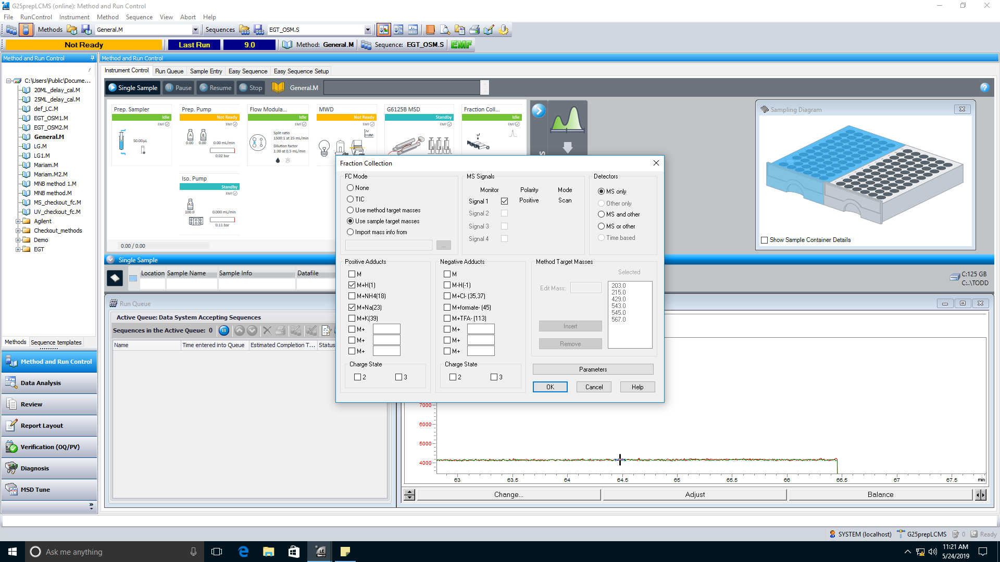 G25prepLCMS (online): Method and Run Control
File RunControl Instrument Method Sequence View Abort Help
Methods General.M Sequences EGT_OSM.S
Not Ready Last Run 9.0 Method: General.M Sequence: EGT_OSM.S EMF
Method and Run Control
Method and Run Control
Instrument Control Run Queue Sample Entry Easy Sequence Easy Sequence Setup
C:\Users\Public\Docume...
20ML_delay_cal.M
25ML_delay_cal.M
def_LC.M
EGT_OSM1.M
EGT_OSM2.M
General.M
LG.M
LG1.M
Mariam.M
Mariam.M2.M
MNB method 1.M
MNB method.M
MS_checkout_fc.M
UV_checkout_fc.M
Agilent
Checkout_methods
Demo
EGT
Methods Sequence templates
Method and Run Control
Data Analysis
Review
Report Layout
Verification (OQ/PV)
Diagnosis
MSD Tune
Single Sample Pause Resume Stop General.M
Prep. Sampler
Idle
EMF
50.00µL
Prep. Pump
Not Ready
EMF
A B
0.00 0.00 0.00 mL/min
0.02 bar
Flow Modula...
Idle
EMF
Split ratio
1500:1 at 25 mL/min
Dilution factor
1:30 at 0.5 mL/min
MWD
Not Ready
EMF
G6125B MSD
Standby
EMF
Fraction Coll...
Idle
EMF
Iso. Pump
Standby
EMF
A1
100.0 0.000 mL/min
0.11 bar
0.00 / 0.00
Sampling Diagram
Show Sample Container Details
Single Sample
Location Sample Name Sample Info Datafile
C:125 GB
C:..\TODD
Run Queue
Active Queue: Data System Accepting Sequences
Sequences in the Active Queue: 0
Name Time entered into Queue Estimated Completion T... Status
Fraction Collection
FC Mode
None
TIC
Use method target masses
Use sample target masses
Import mass info from
...
MS Signals
Monitor Polarity Mode
Signal 1 Positive Scan
Signal 2
Signal 3
Signal 4
Detectors
MS only
Other only
MS and other
MS or other
Time based
Positive Adducts
M
M+H(1)
M+NH4(18)
M+Na(23)
M+K(39)
M+
M+
M+
Charge State
2 3
Negative Adducts
M
M-H(-1)
M+Cl- (35,37)
M+formate- (45)
M+TFA- (113)
M+
M+
M+
Charge State
2 3
Method Target Masses
Selected
Edit Mass:
203.0
215.0
429.0
543.0
545.0
567.0
Insert
Remove
Parameters
OK Cancel Help
7000
6000
5000
4000
63 63.5 64 64.5 65 65.5 66 66.5 67 67.5 min
Change... Adjust Balance
SYSTEM (localhost) G25prepLCMS 0 Ready
Ask me anything
11:21 AM
5/24/2019